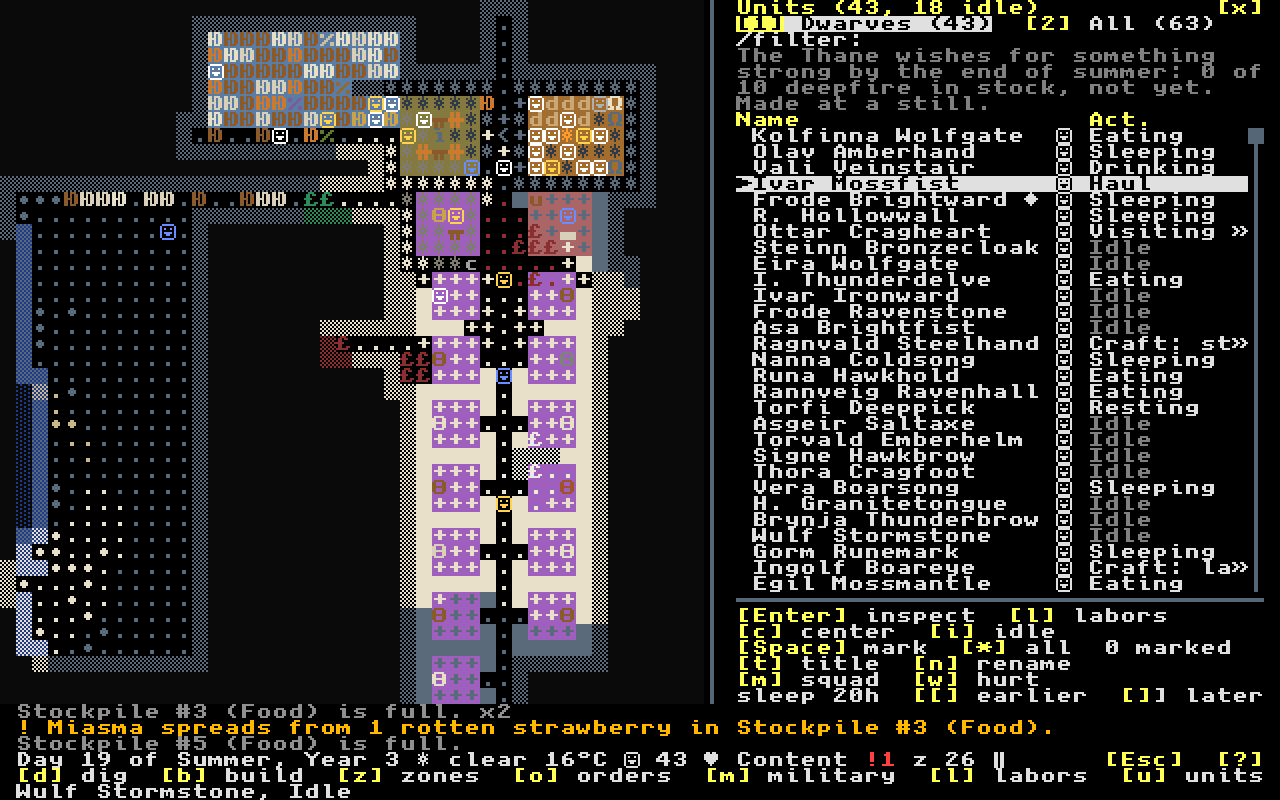 Units (43, 18 idle) [x]
[1] Dwarves (43) [2] All (63)
/filter:
The Thane wishes for something
strong by the end of summer: 0 of
10 deepfire in stock, not yet.
Made at a still.
Name Act.
Kolfinna Wolfgate Eating
Olav Amberhand Sleeping
Vali Veinstair Drinking
>Ivar Mossfist Haul
Frode Brightward ◆ Sleeping
R. Hollowwall Sleeping
Ottar Cragheart Visiting »
Steinn Bronzecloak Idle
Eira Wolfgate Idle
I. Thunderdelve Eating
Ivar Ironward Idle
Frode Ravenstone Idle
Asa Brightfist Idle
Ragnvald Steelhand Craft: st»
Nanna Coldsong Sleeping
Runa Hawkhold Eating
Rannveig Ravenhall Eating
Torfi Deeppick Resting
Asgeir Saltaxe Idle
Torvald Emberhelm Idle
Signe Hawkbrow Idle
Thora Cragfoot Idle
Vera Boarsong Sleeping
H. Granitetongue Idle
Brynja Thunderbrow Idle
Wulf Stormstone Idle
Gorm Runemark Sleeping
Ingolf Boareye Craft: la»
Egil Mossmantle Eating
[Enter] inspect [l] labors
[c] center [i] idle
[Space] mark [*] all 0 marked
[t] title [n] rename
[m] squad [w] hurt
sleep 20h [[] earlier []] later
Stockpile #3 (Food) is full. x2
! Miasma spreads from 1 rotten strawberry in Stockpile #3 (Food).
Stockpile #5 (Food) is full.
Day 19 of Summer, Year 3 * clear 16°C ☺ 43 ♥ Content !1 z 26 ‖ [Esc] [?]
[d] dig [b] build [z] zones [o] orders [m] military [l] labors [u] units
Wulf Stormstone, Idle